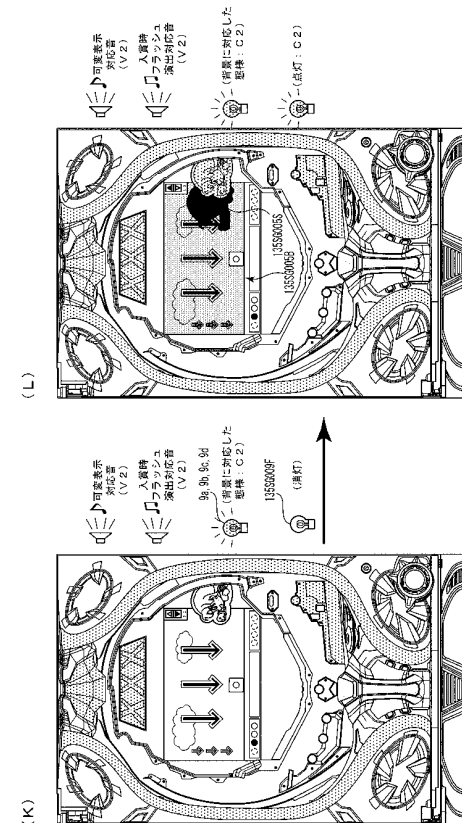 (K)
可変表示
対応音
(V2)
入賞時
フラッシュ
演出対応音
(V2)
9a, 9b, 9c, 9d
(背景に対応した
態様:C2)
135SG009F
(消灯)
(L)
可変表示
対応音
(V2)
入賞時
フラッシュ
演出対応音
(V2)
(背景に対応した
態様:C2)
(点灯:C2)
135SG005S
135SG005B